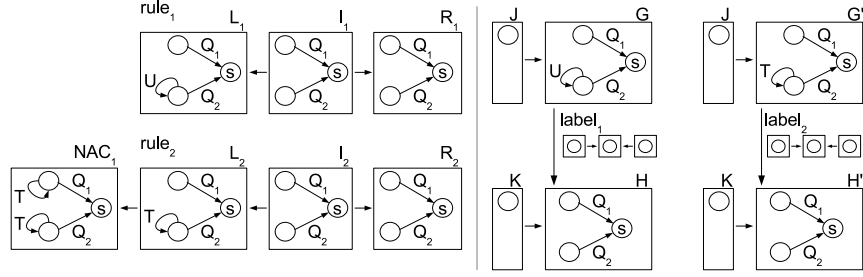 rule1 L1 I1 R1
Q1 Q1 Q1
U S S S
Q2 Q2 Q2
NAC1 rule2 L2 I2 R2
Q1 Q1 Q1 Q1
T T S T S S S
Q2 Q2 Q2 Q2
J G J G'
Q1 Q1
U S T S
Q2 Q2
label1 label2
K H K H'
Q1 Q1
S S
Q2 Q2